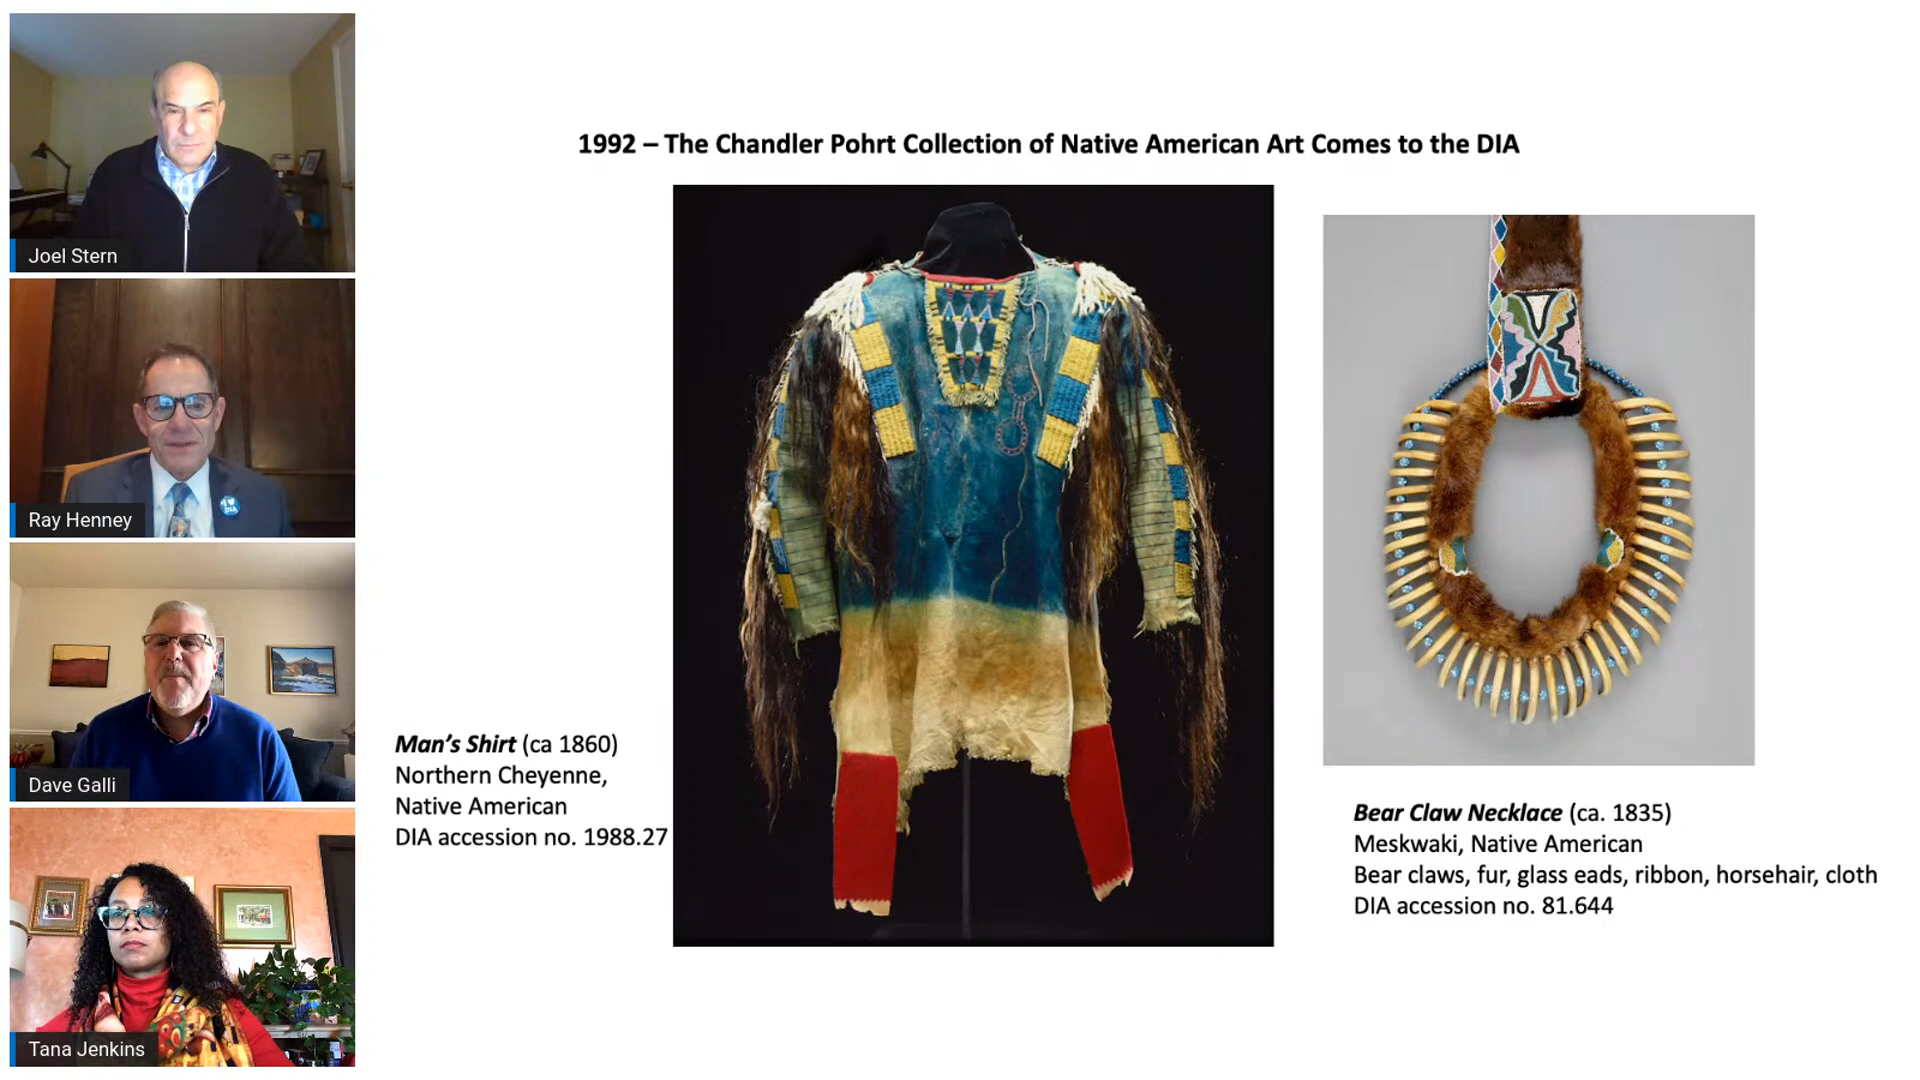 1992 – The Chandler Pohrt Collection of Native American Art Comes to the DIA
Joel Stern
Ray Henney
I ♥ DIA
Dave Galli
Tana Jenkins
Man's Shirt (ca 1860)
Northern Cheyenne,
Native American
DIA accession no. 1988.27
Bear Claw Necklace (ca. 1835)
Meskwaki, Native American
Bear claws, fur, glass eads, ribbon, horsehair, cloth
DIA accession no. 81.644